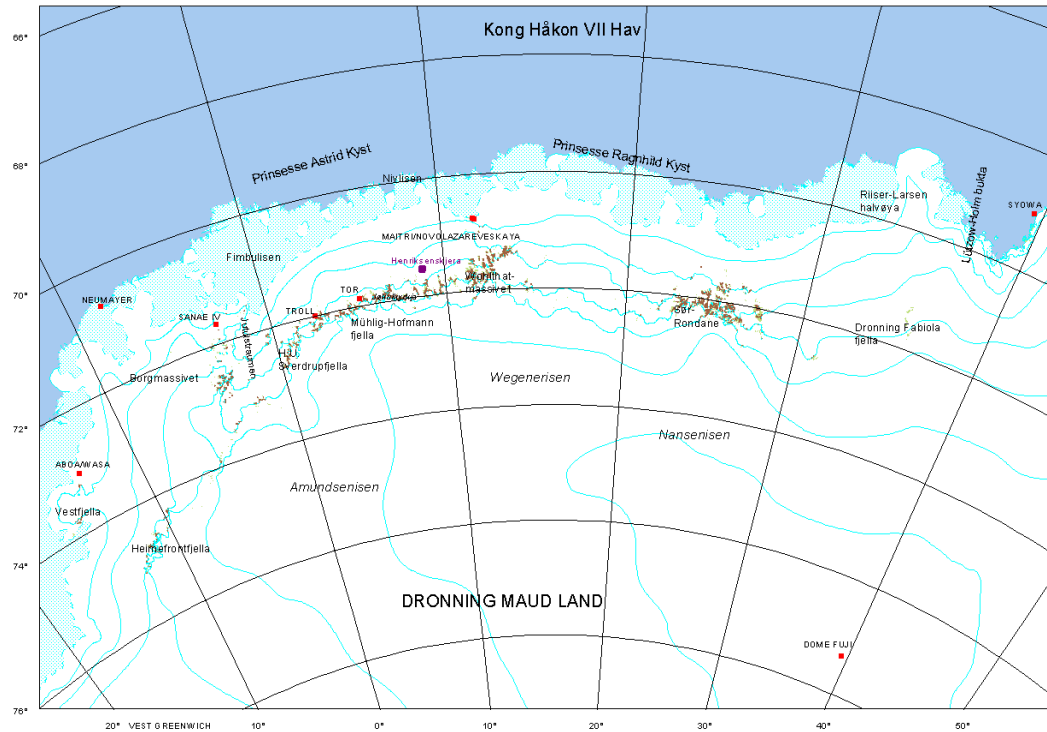 66°
Kong Håkon VII Hav
68°
Prinsesse Astrid Kyst
Prinsesse Ragnhild Kyst
Nivlisen
Riiser-Larsen
halvøya
SYOWA
Lützow-Holm bukta
MAITRI/NOVOLAZAREVESKAYA
Fimbulisen
Henriksenskjera
Wohlthat-
massivet
70°
NEUMAYER
TOR
SANAE IV
TROLL
Mühlig-Hofmann
fjella
Sør-
Rondane
Dronning Fabiola
fjella
Jutulstraumen
H.U.
Sverdrupfjella
Borgmassivet
Wegenerisen
72°
Nansenisen
ABOA/WASA
Amundsenisen
Vestfjella
Heimefrontfjella
74°
DRONNING MAUD LAND
DOME FUJI
76°
20° VEST GREENWICH 10° 0° 10° 20° 30° 40° 50°